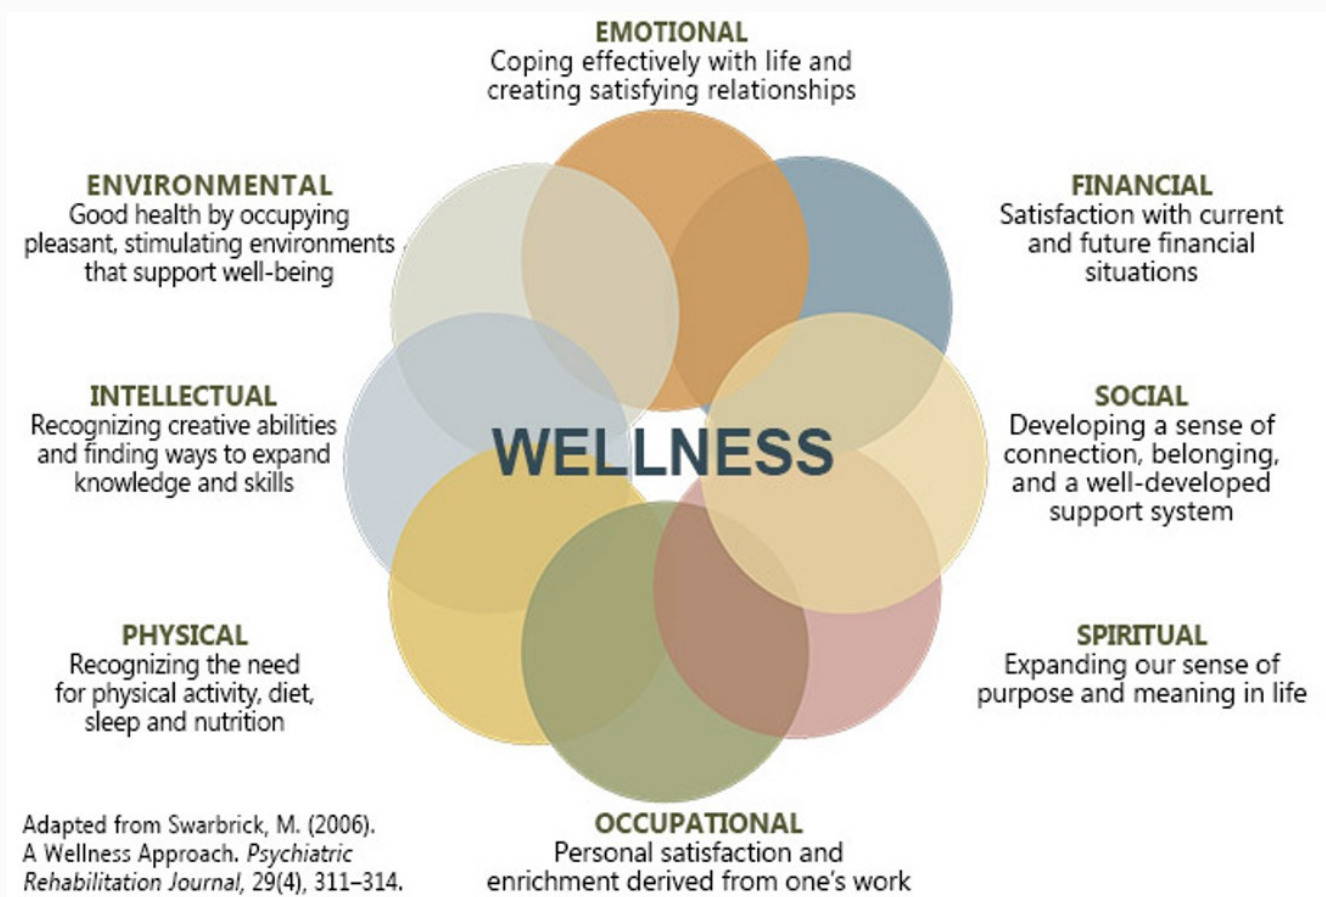 EMOTIONAL
Coping effectively with life and
creating satisfying relationships
FINANCIAL
Satisfaction with current
and future financial
situations
SOCIAL
Developing a sense of
connection, belonging,
and a well-developed
support system
SPIRITUAL
Expanding our sense of
purpose and meaning in life
OCCUPATIONAL
Personal satisfaction and
enrichment derived from one’s work
PHYSICAL
Recognizing the need
for physical activity, diet,
sleep and nutrition
INTELLECTUAL
Recognizing creative abilities
and finding ways to expand
knowledge and skills
ENVIRONMENTAL
Good health by occupying
pleasant, stimulating environments
that support well-being
WELLNESS
Adapted from Swarbrick, M. (2006).
A Wellness Approach. Psychiatric
Rehabilitation Journal, 29(4), 311–314.